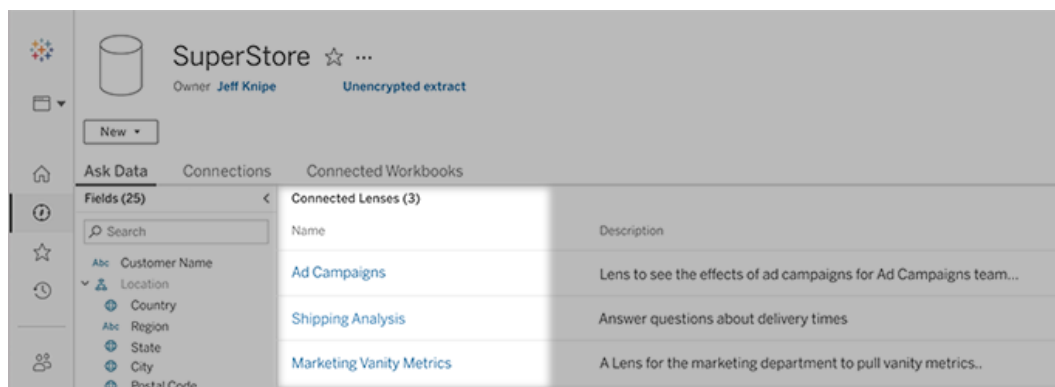 SuperStore ...
Owner Jeff Knipe Unencrypted extract
New
Ask Data Connections Connected Workbooks
Fields (25)
Search
Abc Customer Name
Location
Country
Abc Region
State
City
Postal Code
Connected Lenses (3)
Name Description
Ad Campaigns Lens to see the effects of ad campaigns for Ad Campaigns team...
Shipping Analysis Answer questions about delivery times
Marketing Vanity Metrics A Lens for the marketing department to pull vanity metrics..